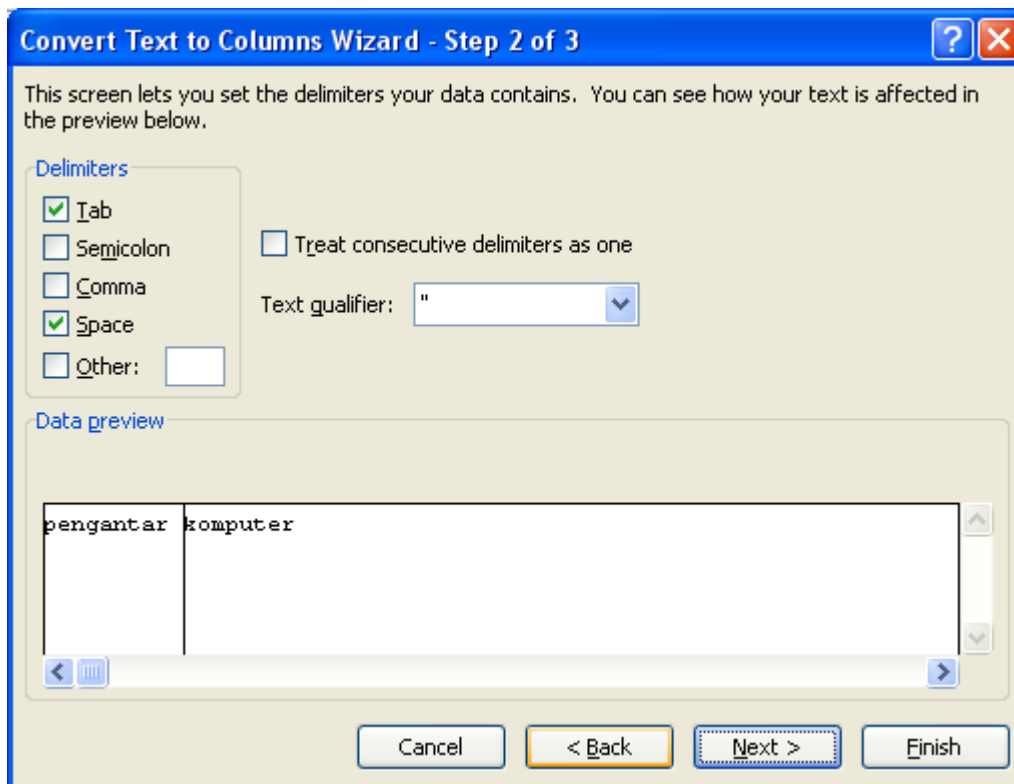 Convert Text to Columns Wizard - Step 2 of 3
This screen lets you set the delimiters your data contains. You can see how your text is affected in
the preview below.
Delimiters
Tab
Semicolon
Comma
Space
Other:
Treat consecutive delimiters as one
Text qualifier: "
Data preview
pengantar komputer
Cancel < Back Next > Finish